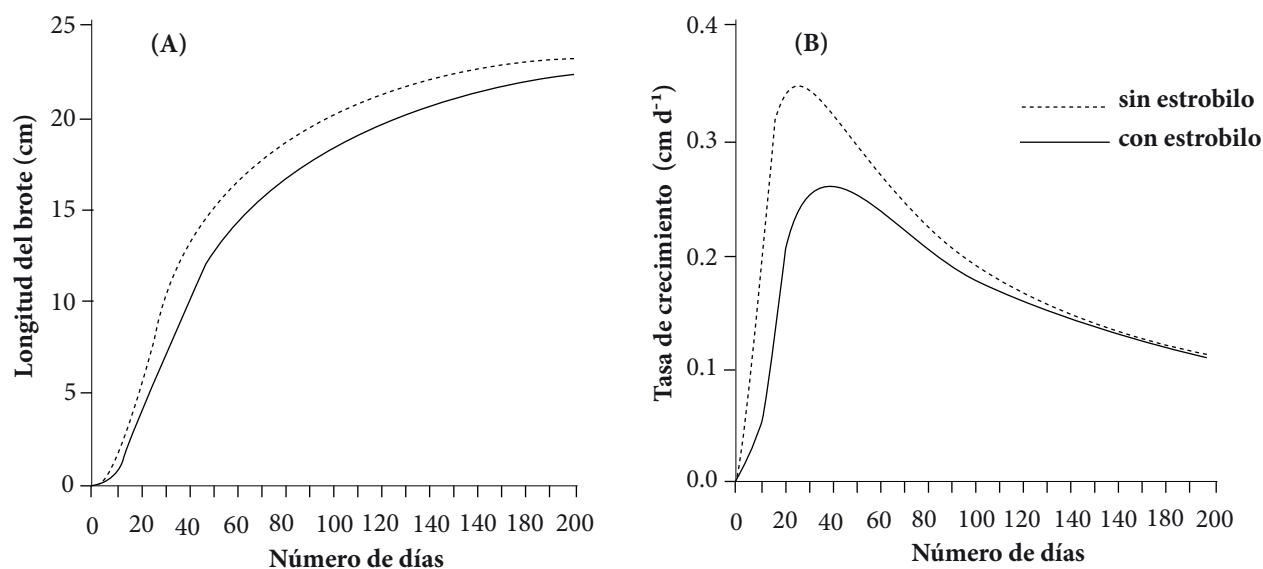 (A)
Longitud del brote (cm)
25
20
15
10
5
0
0 20 40 60 80 100 120 140 140 180 200
Número de días
(B)
Tasa de crecimiento (cm d⁻¹)
0.4
0.3
0.2
0.1
0.0
0 20 40 60 80 100 120 140 140 180 200
Número de días
sin estrobilo
con estrobilo